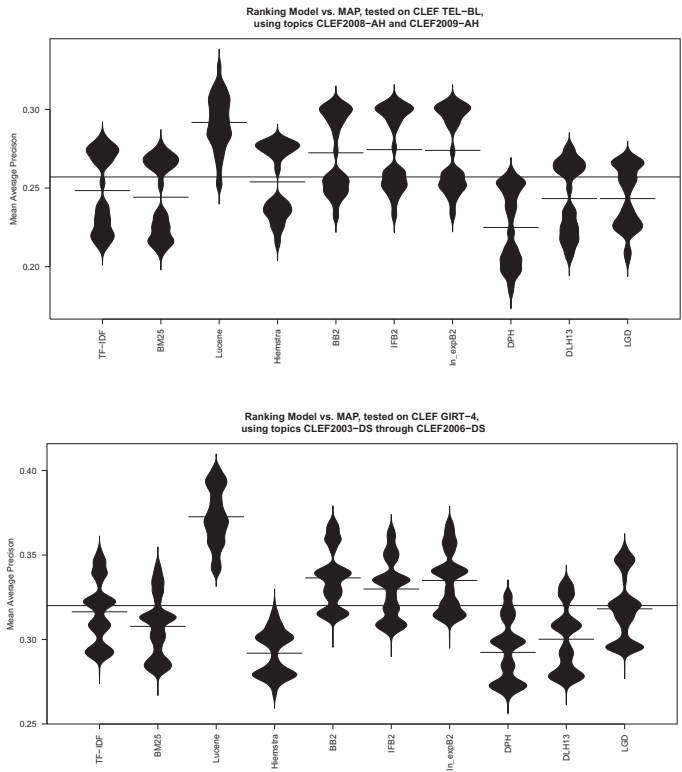 Ranking Model vs. MAP, tested on CLEF TEL−BL,
using topics CLEF2008−AH and CLEF2009−AH
Mean Average Precison
0.30
0.25
0.20
TF−IDF
BM25
Lucene
Hiemstra
BB2
IFB2
In_expB2
DPH
DLH13
LGD
Ranking Model vs. MAP, tested on CLEF GIRT−4,
using topics CLEF2003−DS through CLEF2006−DS
Mean Average Precison
0.40
0.35
0.30
0.25
TF−IDF
BM25
Lucene
Hiemstra
BB2
IFB2
In_expB2
DPH
DLH13
LGD